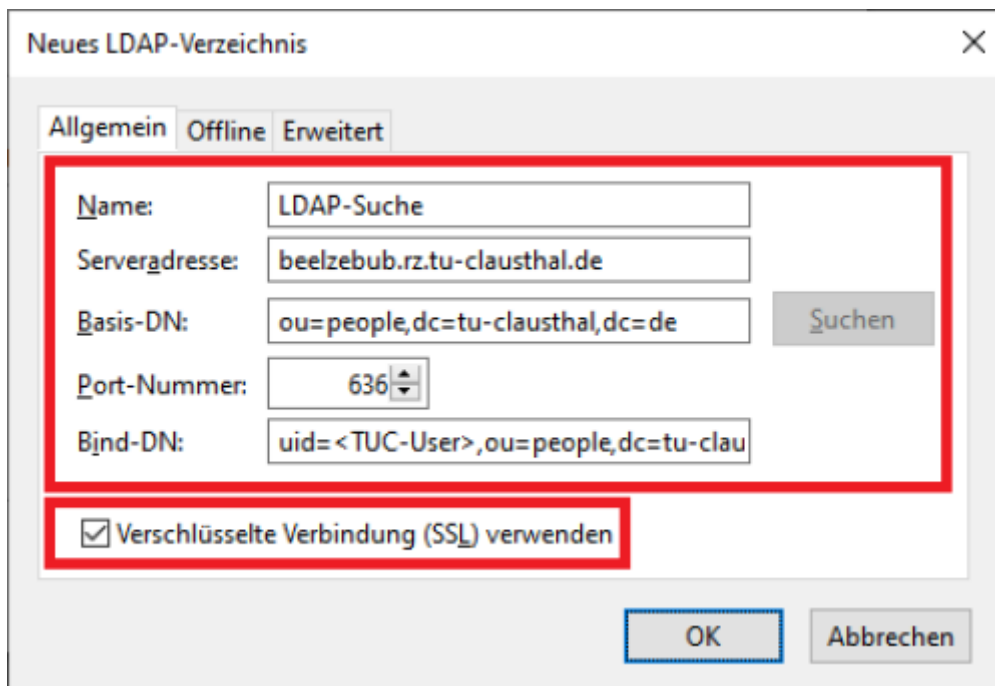 Neues LDAP-Verzeichnis
Allgemein Offline Erweitert
Name: LDAP-Suche
Serveradresse: beelzebub.rz.tu-clausthal.de
Basis-DN: ou=people,dc=tu-clausthal,dc=de Suchen
Port-Nummer: 636
Bind-DN: uid=<TUC-User>,ou=people,dc=tu-clau
Verschlüsselte Verbindung (SSL) verwenden
OK Abbrechen